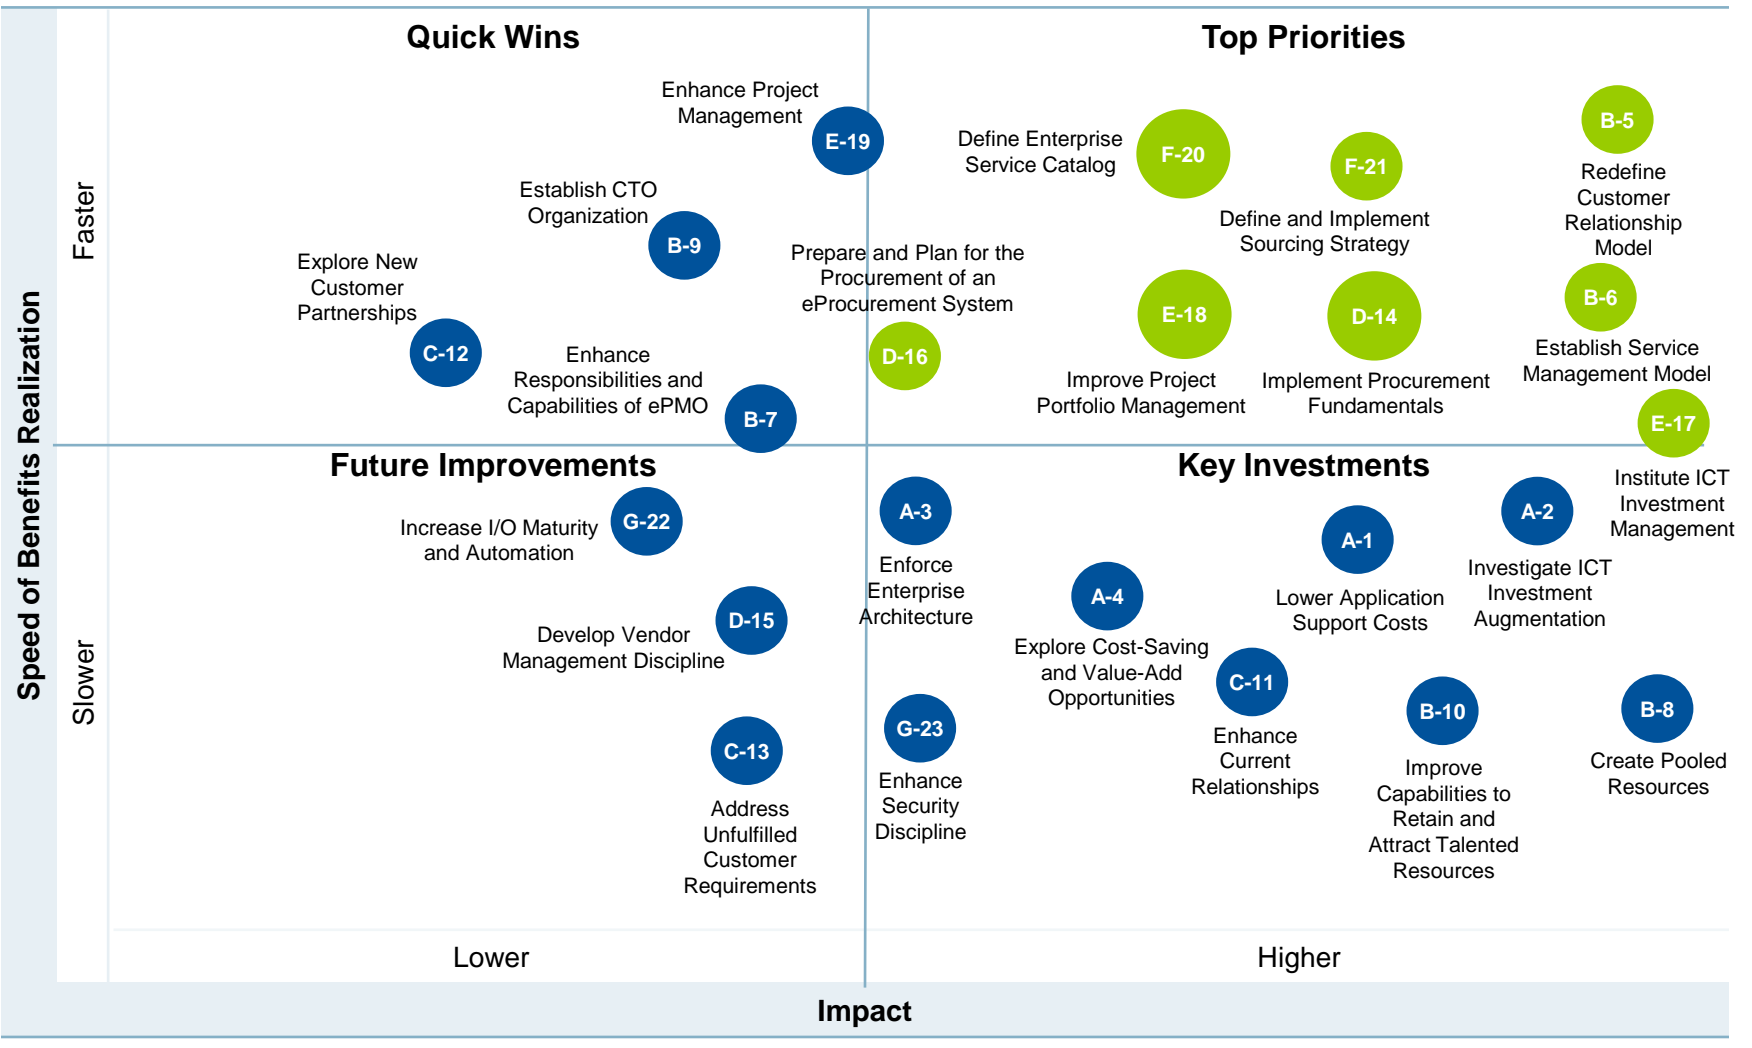 Quick Wins
Top Priorities
Enhance Project
Management
E-19
Define Enterprise
Service Catalog
F-20
F-21
Define and Implement
Sourcing Strategy
B-5
Redefine
Customer
Relationship
Model
Establish CTO
Organization
B-9
Explore New
Customer
Partnerships
C-12
Prepare and Plan for the
Procurement of an
eProcurement System
D-16
E-18
Improve Project
Portfolio Management
D-14
Implement Procurement
Fundamentals
B-6
Establish Service
Management Model
Enhance
Responsibilities and
Capabilities of ePMO
B-7
E-17
Institute ICT
Investment
Management
Future Improvements
Key Investments
G-22
Increase I/O Maturity
and Automation
A-3
Enforce
Enterprise
Architecture
A-4
Explore Cost-Saving
and Value-Add
Opportunities
A-1
Lower Application
Support Costs
A-2
Investigate ICT
Investment
Augmentation
D-15
Develop Vendor
Management Discipline
C-13
Address
Unfulfilled
Customer
Requirements
G-23
Enhance
Security
Discipline
C-11
Enhance
Current
Relationships
B-10
Improve
Capabilities to
Retain and
Attract Talented
Resources
B-8
Create Pooled
Resources
Speed of Benefits Realization
Faster
Slower
Lower
Higher
Impact